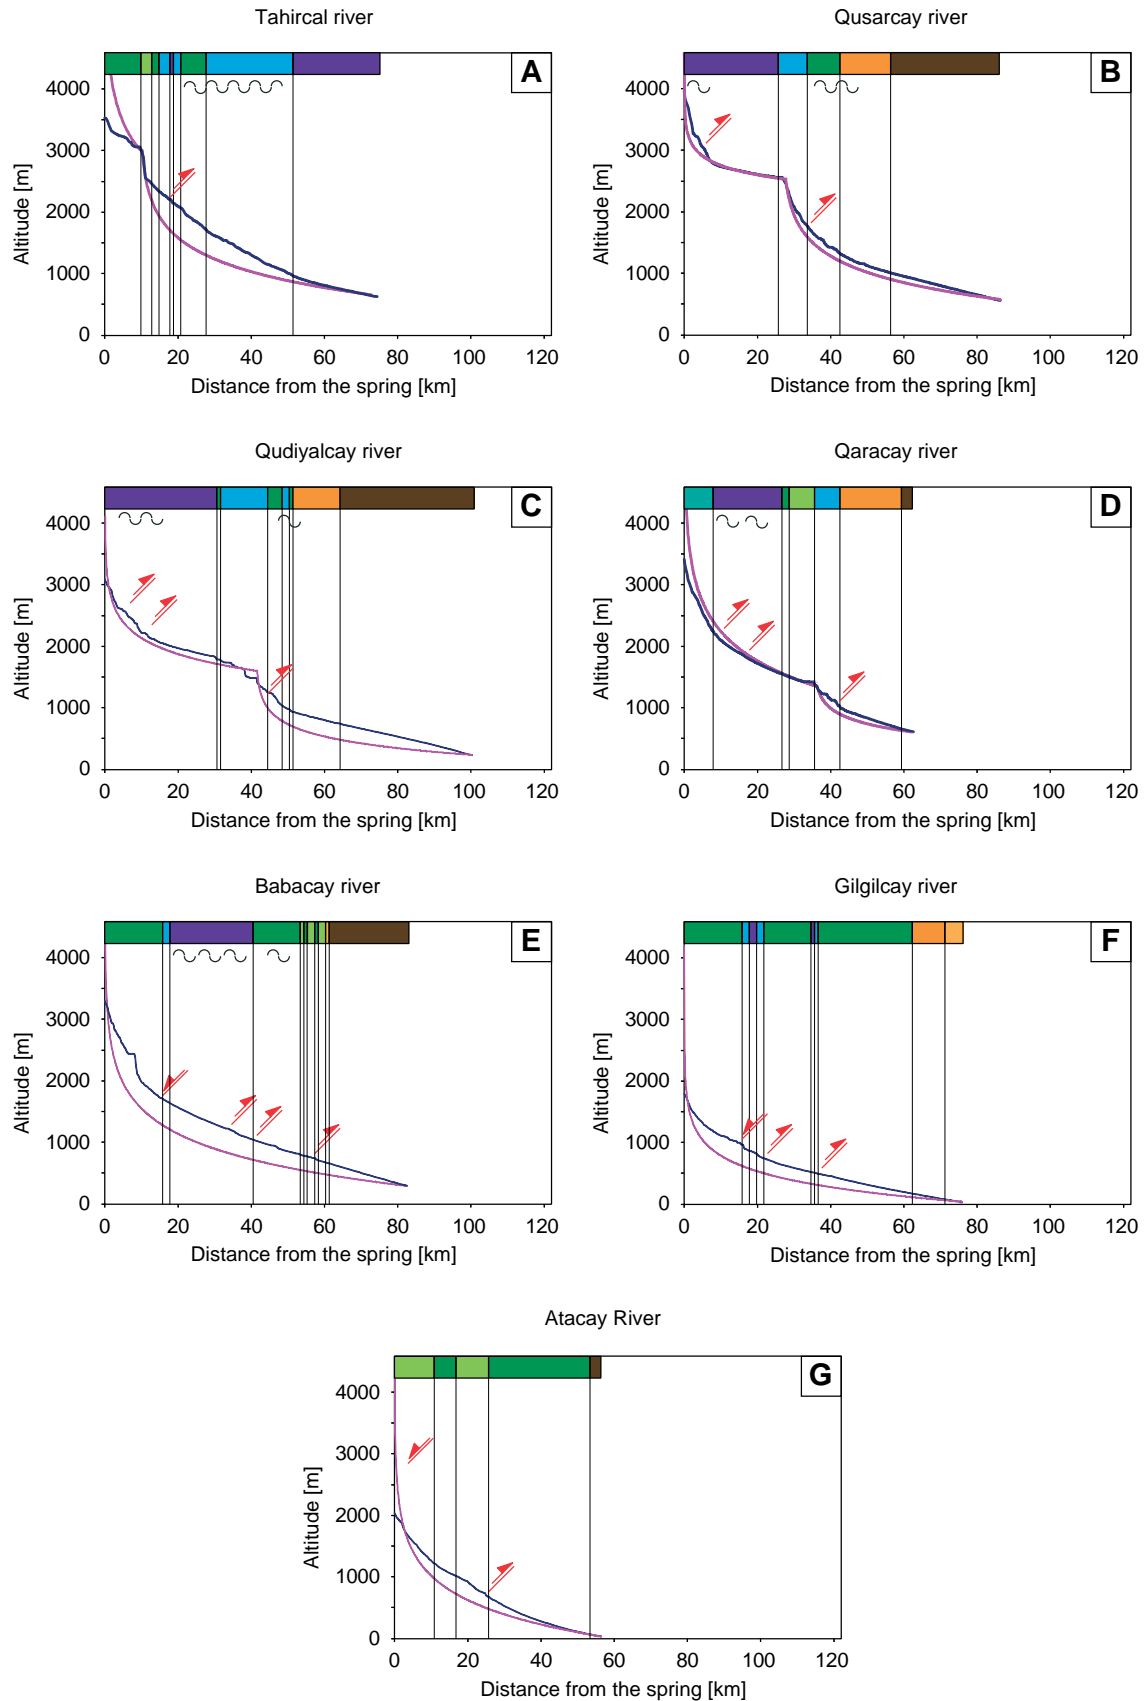 Tahircal river
A
Altitude [m]
4000
3000
2000
1000
0
0 20 40 60 80 100 120
Distance from the spring [km]
Qusarcay river
B
Altitude [m]
4000
3000
2000
1000
0
0 20 40 60 80 100 120
Distance from the spring [km]
Qudiyalcay river
C
Altitude [m]
4000
3000
2000
1000
0
0 20 40 60 80 100 120
Distance from the spring [km]
Qaracay river
D
Altitude [m]
4000
3000
2000
1000
0
0 20 40 60 80 100 120
Distance from the spring [km]
Babacay river
E
Altitude [m]
4000
3000
2000
1000
0
0 20 40 60 80 100 120
Distance from the spring [km]
Gilgilcay river
F
Altitude [m]
4000
3000
2000
1000
0
0 20 40 60 80 100 120
Distance from the spring [km]
Atacay River
G
Altitude [m]
4000
3000
2000
1000
0
0 20 40 60 80 100 120
Distance from the spring [km]